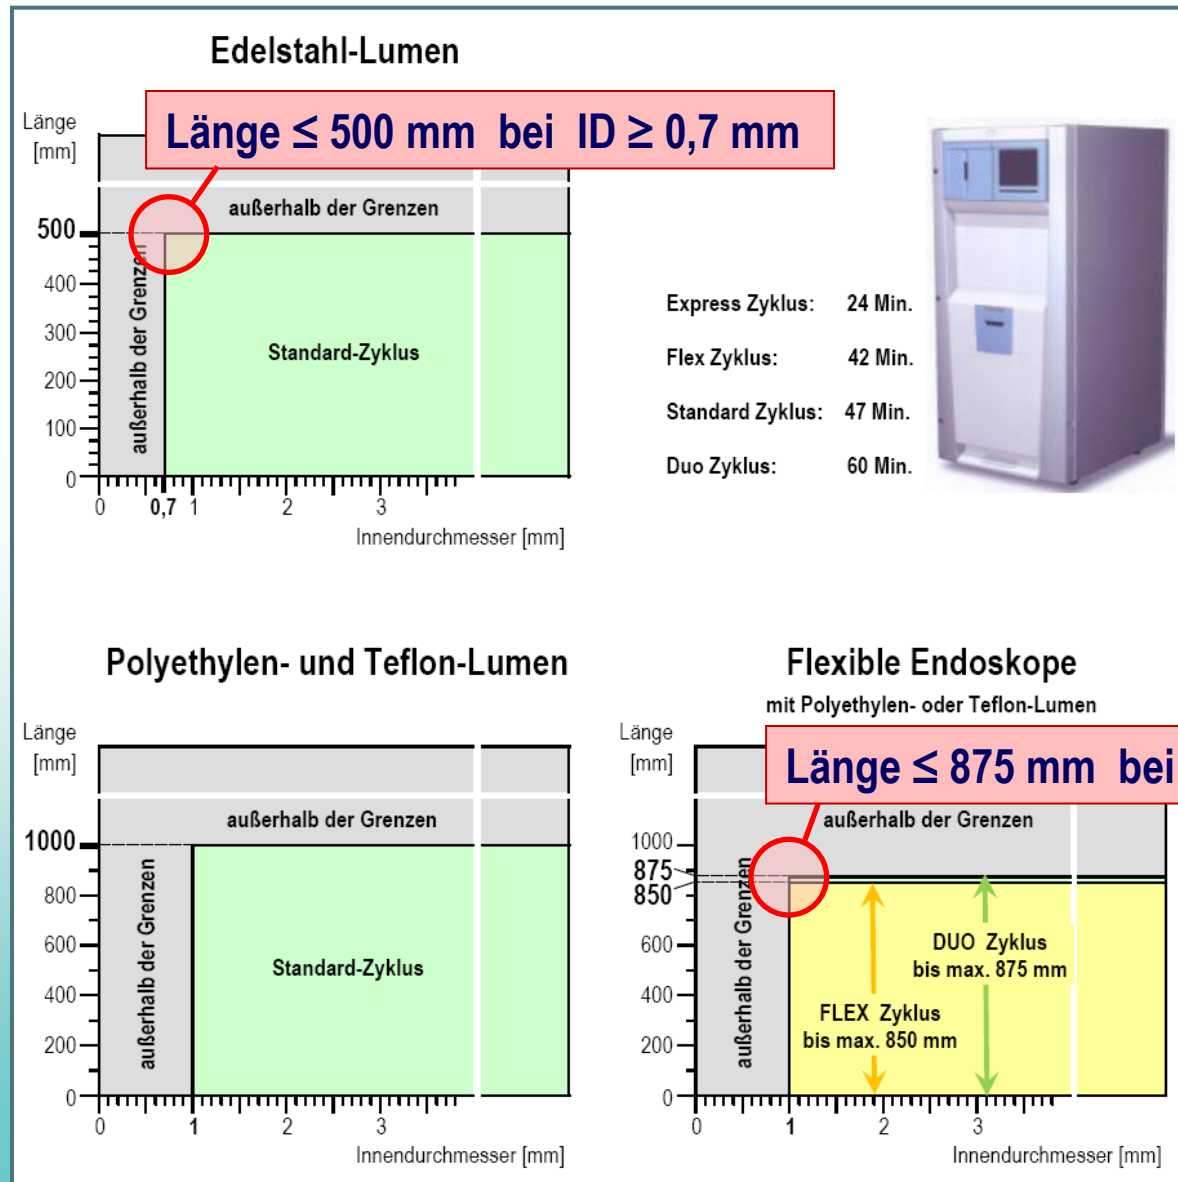 Edelstahl-Lumen
Länge
[mm]
Länge ≤ 500 mm bei ID ≥ 0,7 mm
außerhalb der Grenzen
500
400
300
200
100
0
außerhalb der Grenzen
Standard-Zyklus
0 0,7 1 2 3
Innendurchmesser [mm]
Express Zyklus: 24 Min.
Flex Zyklus: 42 Min.
Standard Zyklus: 47 Min.
Duo Zyklus: 60 Min.
Polyethylen- und Teflon-Lumen
Länge
[mm]
außerhalb der Grenzen
1000
800
600
400
200
0
außerhalb der Grenzen
Standard-Zyklus
0 1 2 3
Innendurchmesser [mm]
Flexible Endoskope
mit Polyethylen- oder Teflon-Lumen
Länge
[mm]
Länge ≤ 875 mm bei
außerhalb der Grenzen
1000
875
850
600
400
200
0
außerhalb der Grenzen
DUO Zyklus
bis max. 875 mm
FLEX Zyklus
bis max. 850 mm
0 1 2 3
Innendurchmesser [mm]